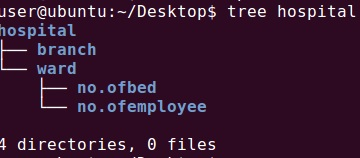 user@ubuntu:~/Desktop$ tree hospital
hospital
├── branch
└── ward
    ├── no.ofbed
    └── no.ofemployee

4 directories, 0 files